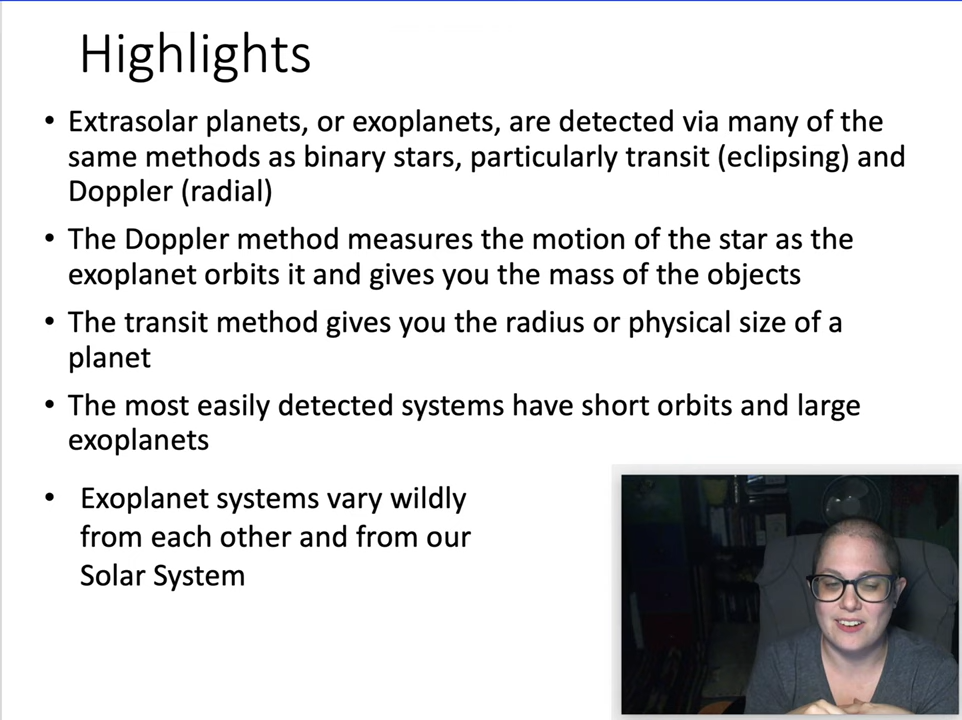 Highlights
• Extrasolar planets, or exoplanets, are detected via many of the
same methods as binary stars, particularly transit (eclipsing) and
Doppler (radial)
• The Doppler method measures the motion of the star as the
exoplanet orbits it and gives you the mass of the objects
• The transit method gives you the radius or physical size of a
planet
• The most easily detected systems have short orbits and large
exoplanets
• Exoplanet systems vary wildly
from each other and from our
Solar System